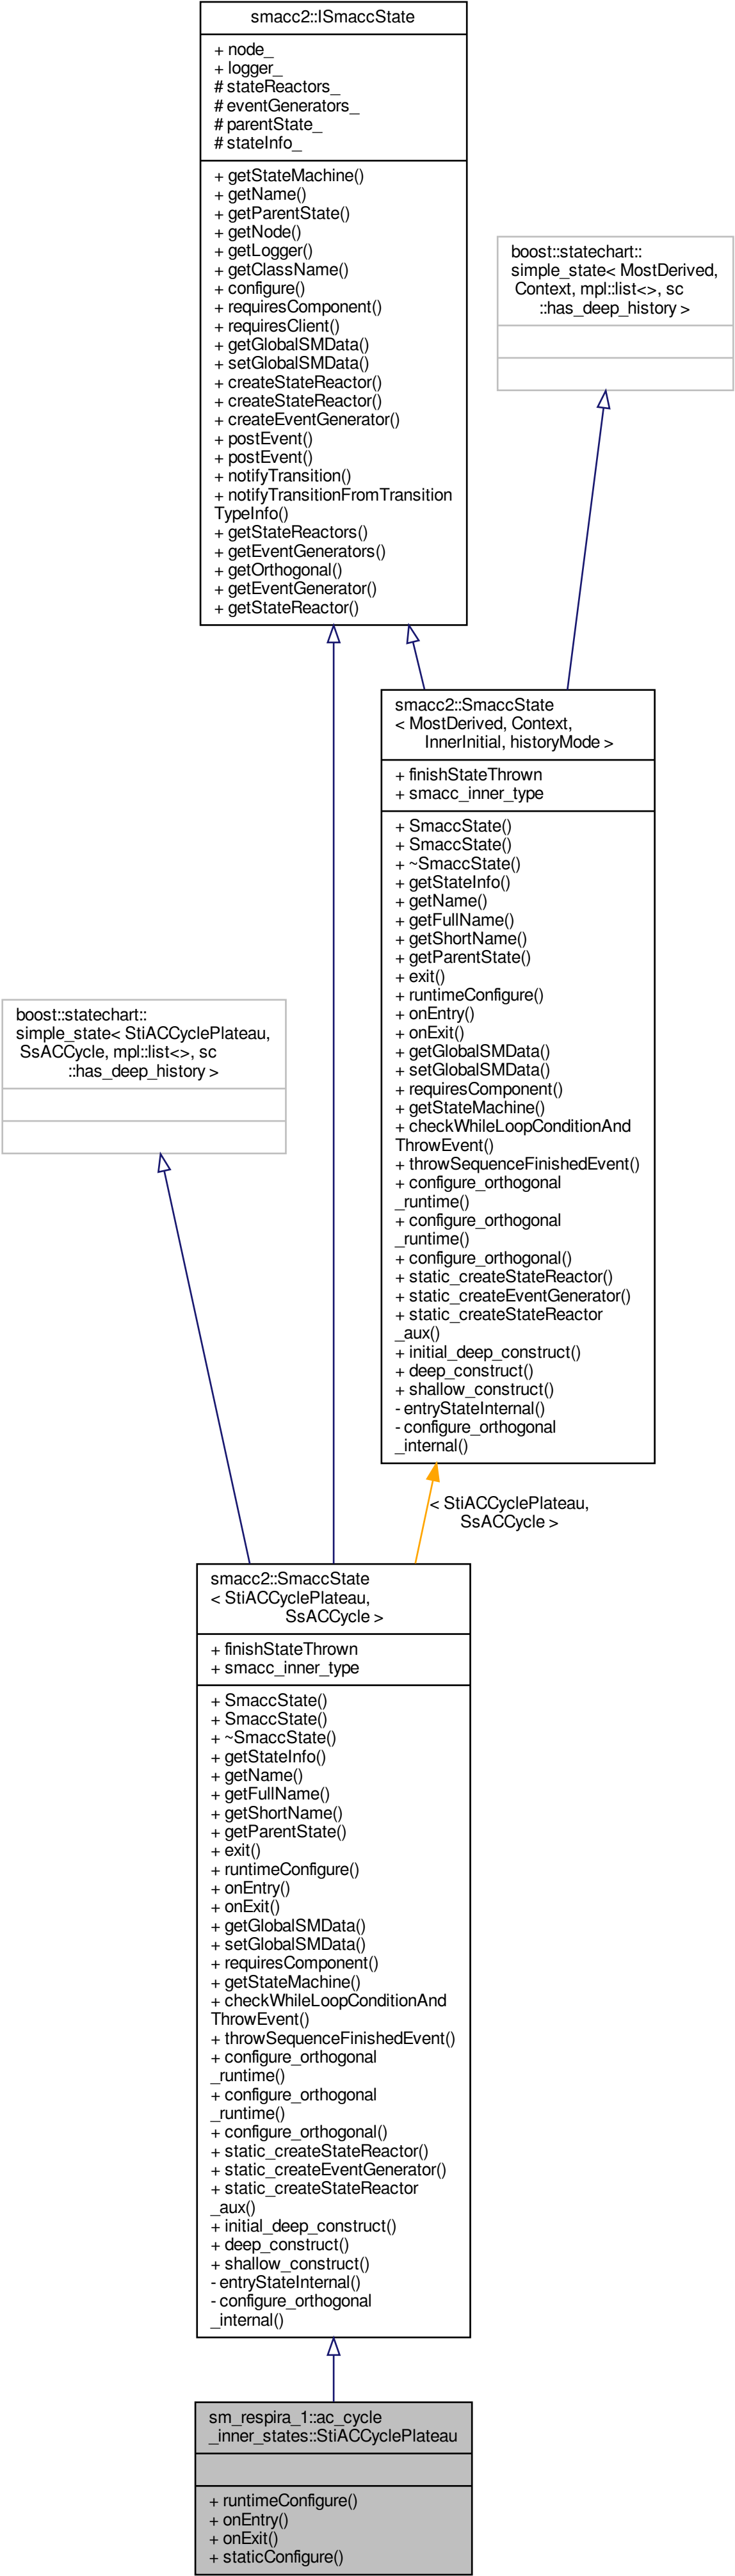 smacc2::ISmaccState
+ node_
+ logger_
# stateReactors_
# eventGenerators_
# parentState_
# stateInfo_
+ getStateMachine()
+ getName()
+ getParentState()
+ getNode()
+ getLogger()
+ getClassName()
+ configure()
+ requiresComponent()
+ requiresClient()
+ getGlobalSMData()
+ setGlobalSMData()
+ createStateReactor()
+ createStateReactor()
+ createEventGenerator()
+ postEvent()
+ postEvent()
+ notifyTransition()
+ notifyTransitionFromTransition
TypeInfo()
+ getStateReactors()
+ getEventGenerators()
+ getOrthogonal()
+ getEventGenerator()
+ getStateReactor()
boost::statechart::
simple_state< MostDerived,
Context, mpl::list<>, sc
::has_deep_history >
smacc2::SmaccState
< MostDerived, Context,
InnerInitial, historyMode >
+ finishStateThrown
+ smacc_inner_type
+ SmaccState()
+ SmaccState()
+ ~SmaccState()
+ getStateInfo()
+ getName()
+ getFullName()
+ getShortName()
+ getParentState()
+ exit()
+ runtimeConfigure()
+ onEntry()
+ onExit()
+ getGlobalSMData()
+ setGlobalSMData()
+ requiresComponent()
+ getStateMachine()
+ checkWhileLoopConditionAnd
ThrowEvent()
+ throwSequenceFinishedEvent()
+ configure_orthogonal
_runtime()
+ configure_orthogonal
_runtime()
+ configure_orthogonal()
+ static_createStateReactor()
+ static_createEventGenerator()
+ static_createStateReactor
_aux()
+ initial_deep_construct()
+ deep_construct()
+ shallow_construct()
- entryStateInternal()
- configure_orthogonal
_internal()
boost::statechart::
simple_state< StiACCyclePlateau,
SsACCycle, mpl::list<>, sc
::has_deep_history >
< StiACCyclePlateau,
SsACCycle >
smacc2::SmaccState
< StiACCyclePlateau,
SsACCycle >
+ finishStateThrown
+ smacc_inner_type
+ SmaccState()
+ SmaccState()
+ ~SmaccState()
+ getStateInfo()
+ getName()
+ getFullName()
+ getShortName()
+ getParentState()
+ exit()
+ runtimeConfigure()
+ onEntry()
+ onExit()
+ getGlobalSMData()
+ setGlobalSMData()
+ requiresComponent()
+ getStateMachine()
+ checkWhileLoopConditionAnd
ThrowEvent()
+ throwSequenceFinishedEvent()
+ configure_orthogonal
_runtime()
+ configure_orthogonal
_runtime()
+ configure_orthogonal()
+ static_createStateReactor()
+ static_createEventGenerator()
+ static_createStateReactor
_aux()
+ initial_deep_construct()
+ deep_construct()
+ shallow_construct()
- entryStateInternal()
- configure_orthogonal
_internal()
sm_respira_1::ac_cycle
_inner_states::StiACCyclePlateau
+ runtimeConfigure()
+ onEntry()
+ onExit()
+ staticConfigure()